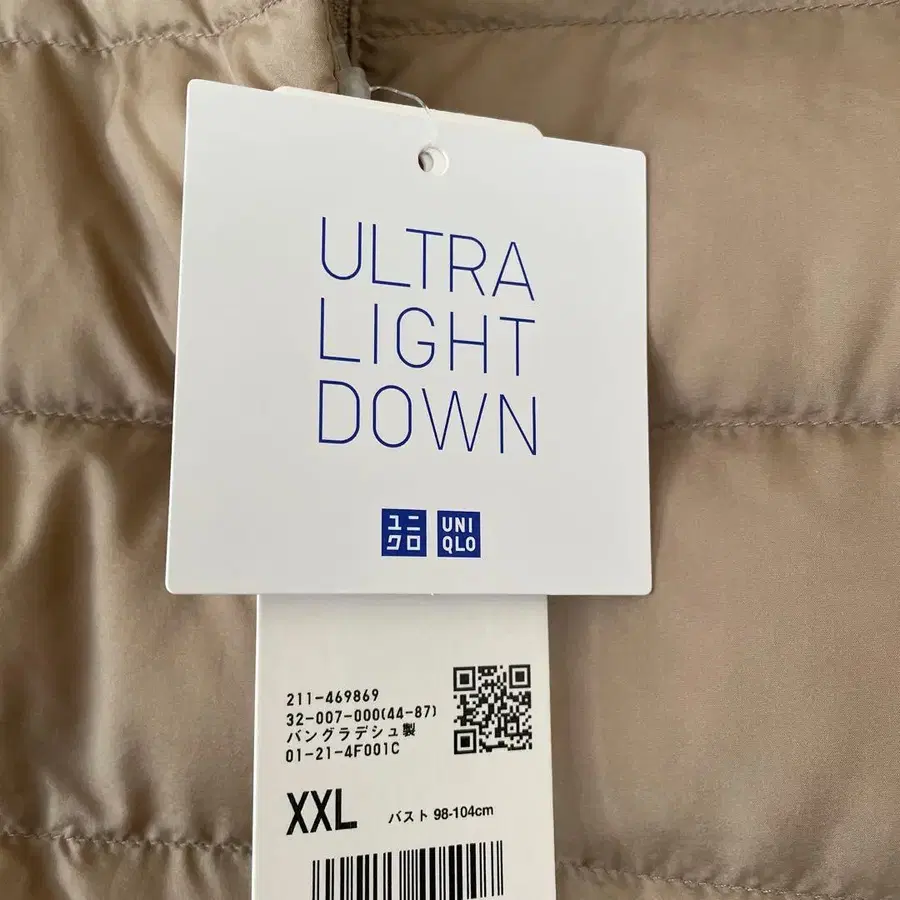 ULTRA
LIGHT
DOWN
ユニ
クロ
UNI
QLO
211-469869
32-007-000(44-87)
バングラデシュ製
01-21-4F001C
XXL バスト 98-104cm